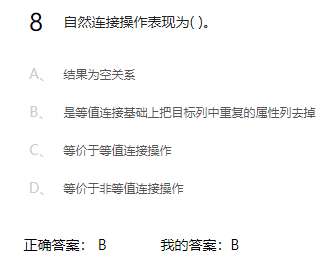 8 自然连接操作表现为( )。
A、 结果为空关系
B、 是等值连接基础上把目标列中重复的属性列去掉
C、 等价于等值连接操作
D、 等价于非等值连接操作
正确答案： B 我的答案：B